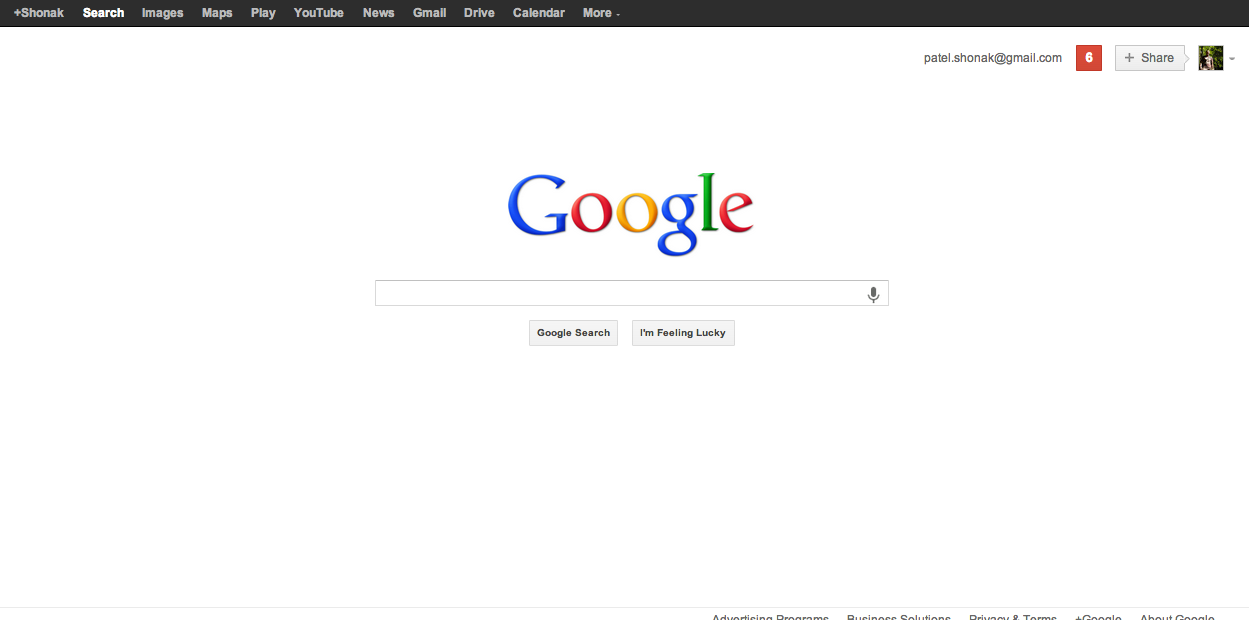 +Shonak Search Images Maps Play YouTube News Gmail Drive Calendar More
patel.shonak@gmail.com 6 + Share
Google
Google Search I'm Feeling Lucky
Advertising Programs Business Solutions Privacy & Terms +Google About Google